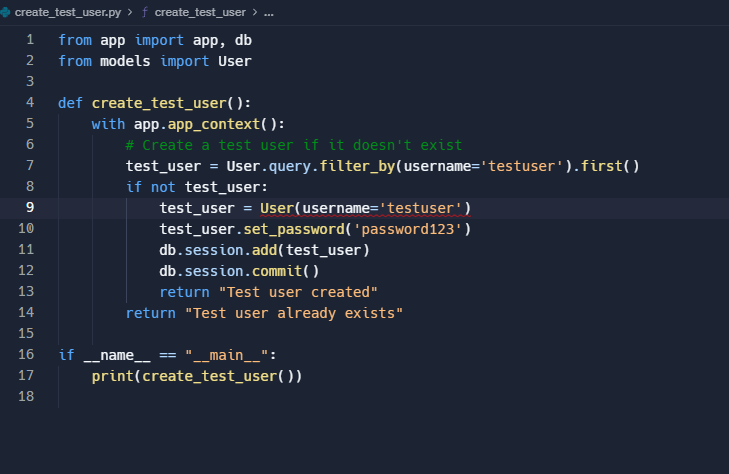 create_test_user.py > ƒ create_test_user > ...
1 from app import app, db
2 from models import User
3
4 def create_test_user():
5     with app.app_context():
6         # Create a test user if it doesn't exist
7         test_user = User.query.filter_by(username='testuser').first()
8         if not test_user:
9             test_user = User(username='testuser')
10             test_user.set_password('password123')
11             db.session.add(test_user)
12             db.session.commit()
13             return "Test user created"
14         return "Test user already exists"
15
16 if __name__ == "__main__":
17     print(create_test_user())
18